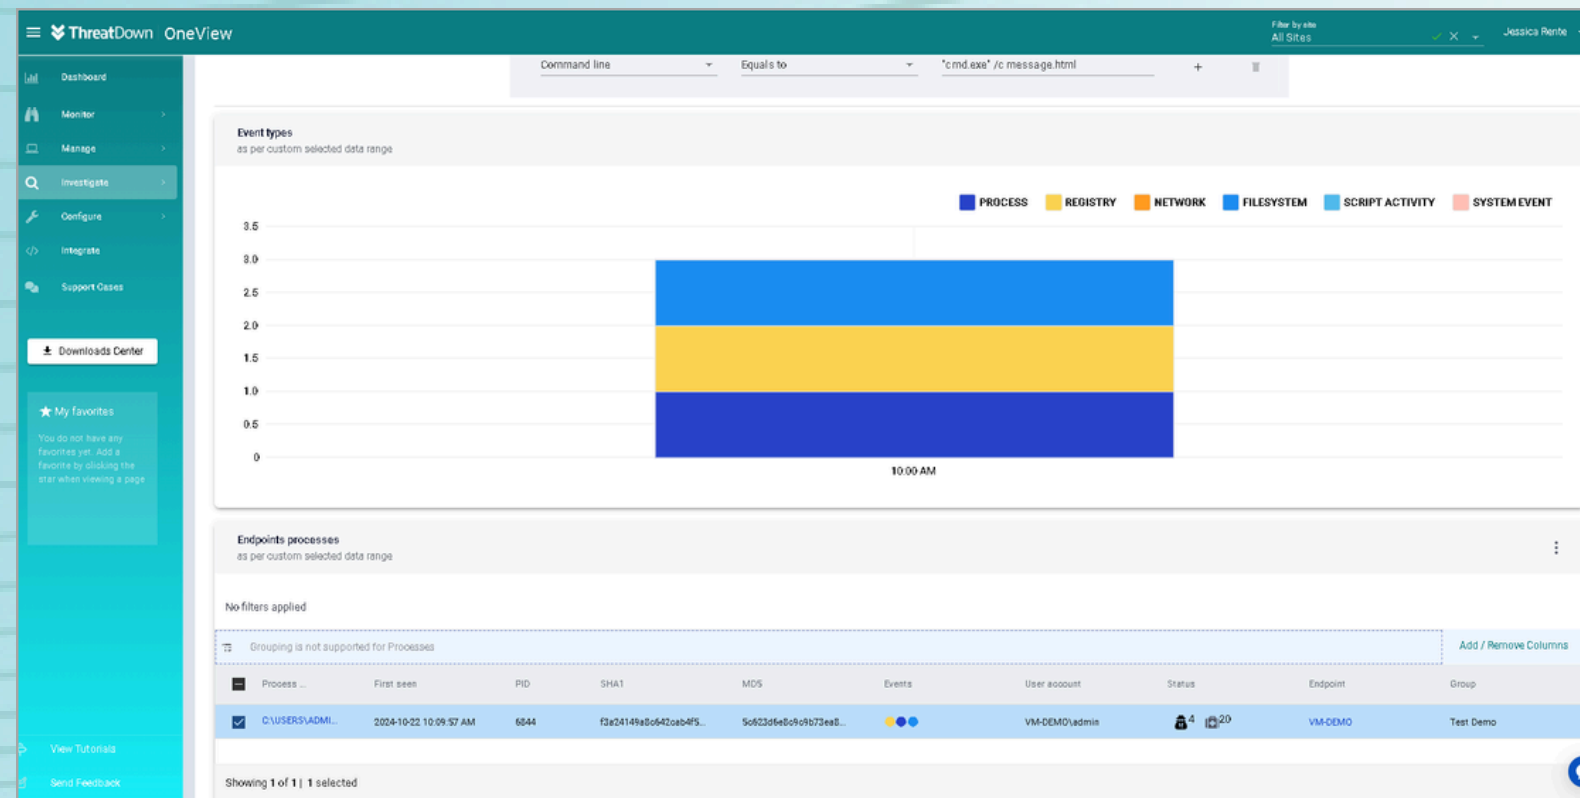 ThreatDown OneView
Filter by site
All Sites
Jessica Rente
Dashboard
Monitor
Manage
Investigate
Configure
Integrate
Support Cases
Downloads Center
My favorites
You do not have any
favorites yet. Add a
favorite by clicking the
star when viewing a page
View Tutorials
Send Feedback
Command line Equals to "cmd.exe" /c message.html
Event types
as per custom selected data range
PROCESS REGISTRY NETWORK FILESYSTEM SCRIPT ACTIVITY SYSTEM EVENT
3.5
3.0
2.5
2.0
1.5
1.0
0.5
0
10:00 AM
Endpoints processes
as per custom selected data range
No filters applied
Grouping is not supported for Processes
Add / Remove Columns
Process ... First seen PID SHA1 MD5 Events User account Status Endpoint Group
C:\USERS\ADMI... 2024-10-22 10:09:57 AM 6844 VM-DEMO\admin 4 20 VM-DEMO Test Demo
Showing 1 of 1 | 1 selected